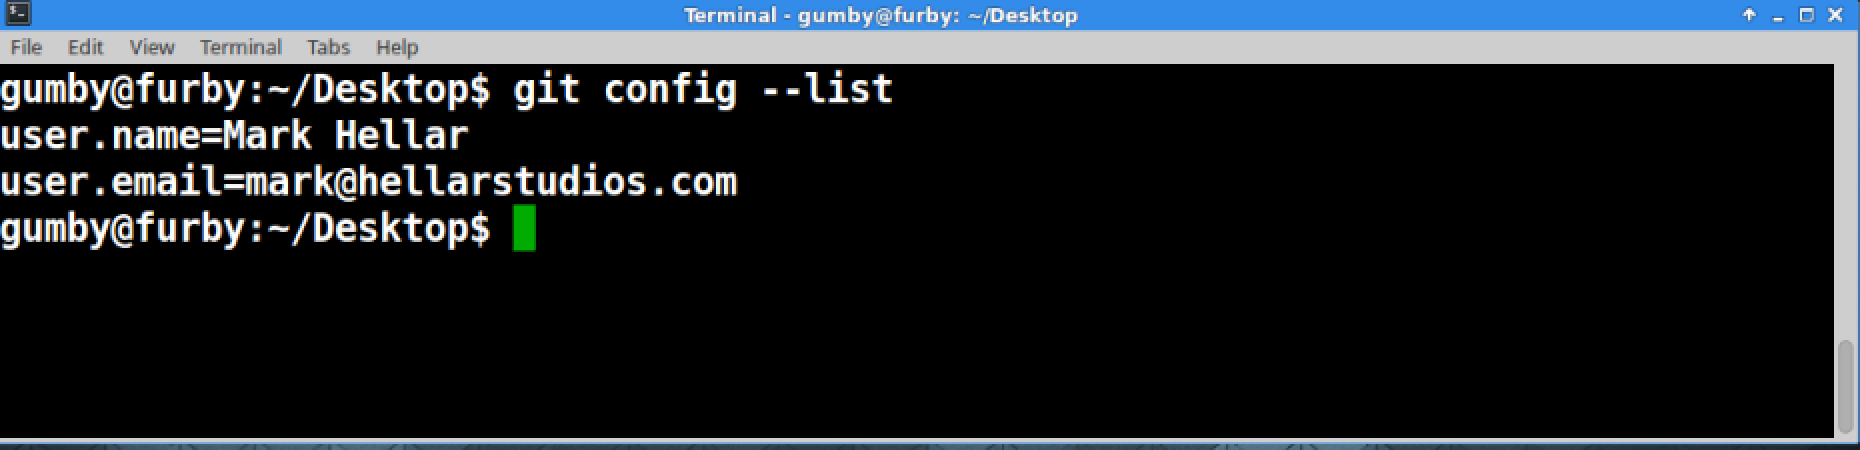 Terminal - gumby@furby: ~/Desktop
File Edit View Terminal Tabs Help
gumby@furby:~/Desktop$ git config --list
user.name=Mark Hellar
user.email=mark@hellarstudios.com
gumby@furby:~/Desktop$